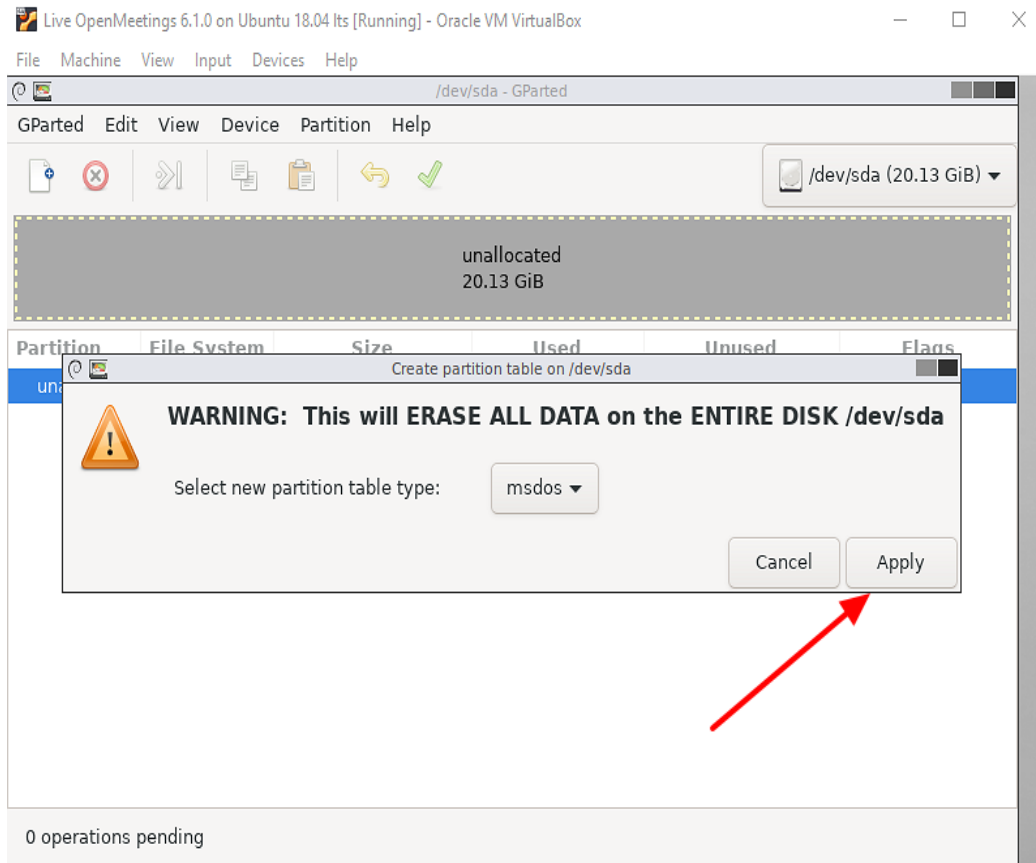 Live OpenMeetings 6.1.0 on Ubuntu 18.04 lts [Running] - Oracle VM VirtualBox
File Machine View Input Devices Help
/dev/sda - GParted
GParted Edit View Device Partition Help
/dev/sda (20.13 GiB)
unallocated
20.13 GiB
Partition File System Size Used Unused Flags
una
Create partition table on /dev/sda
WARNING: This will ERASE ALL DATA on the ENTIRE DISK /dev/sda
Select new partition table type: msdos
Cancel Apply
0 operations pending